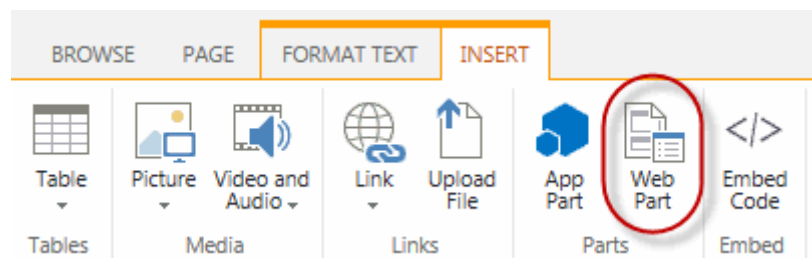 BROWSE PAGE FORMAT TEXT INSERT
Table Picture Video and Audio Link Upload File App Part Web Part Embed Code
Tables Media Links Parts Embed